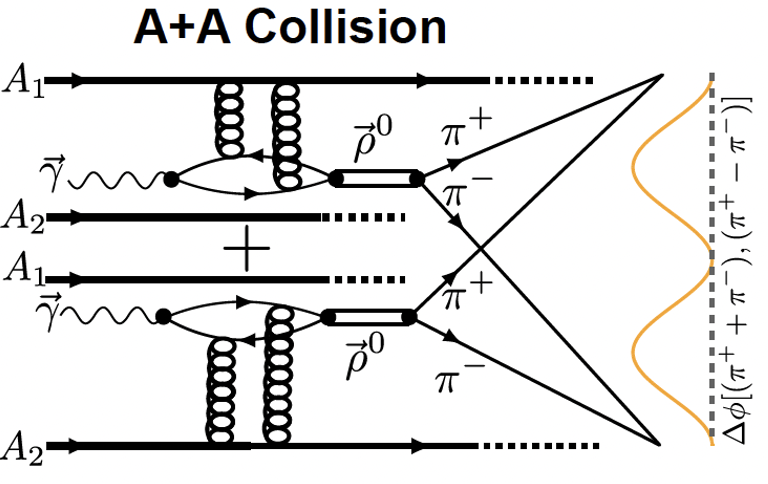 A+A Collision
A₁
γ⃗
ρ⃗⁰
π⁺
π⁻
A₂
+
A₁
γ⃗
ρ⃗⁰
π⁺
π⁻
A₂
Δϕ[(π⁺ + π⁻), (π⁺ − π⁻)]